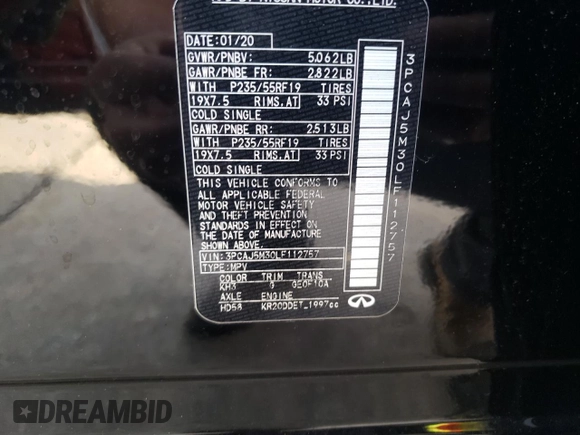 NISSAN MOTOR CO.,LTD.
DATE:01/20
GVWR/PNBV: 5,062LB
GAWR/PNBE FR: 2,822LB
WITH P235/55RF19 TIRES
19X7.5 RIMS,AT 33 PSI
COLD SINGLE
GAWR/PNBE RR: 2,513LB
WITH P235/55RF19 TIRES
19X7.5 RIMS,AT 33 PSI
COLD SINGLE
THIS VEHICLE CONFORMS TO
ALL APPLICABLE FEDERAL
MOTOR VEHICLE SAFETY
AND THEFT PREVENTION
STANDARDS IN EFFECT ON
THE DATE OF MANUFACTURE
SHOWN ABOVE.
VIN:3PCAJ5M30LF112757
TYPE:MPV
COLOR TRIM TRANS
KH3 G GE0F10A
AXLE ENGINE
HD58 KR20DDET 1997cc
3PCAJ5M30LF112757
DREAMBID